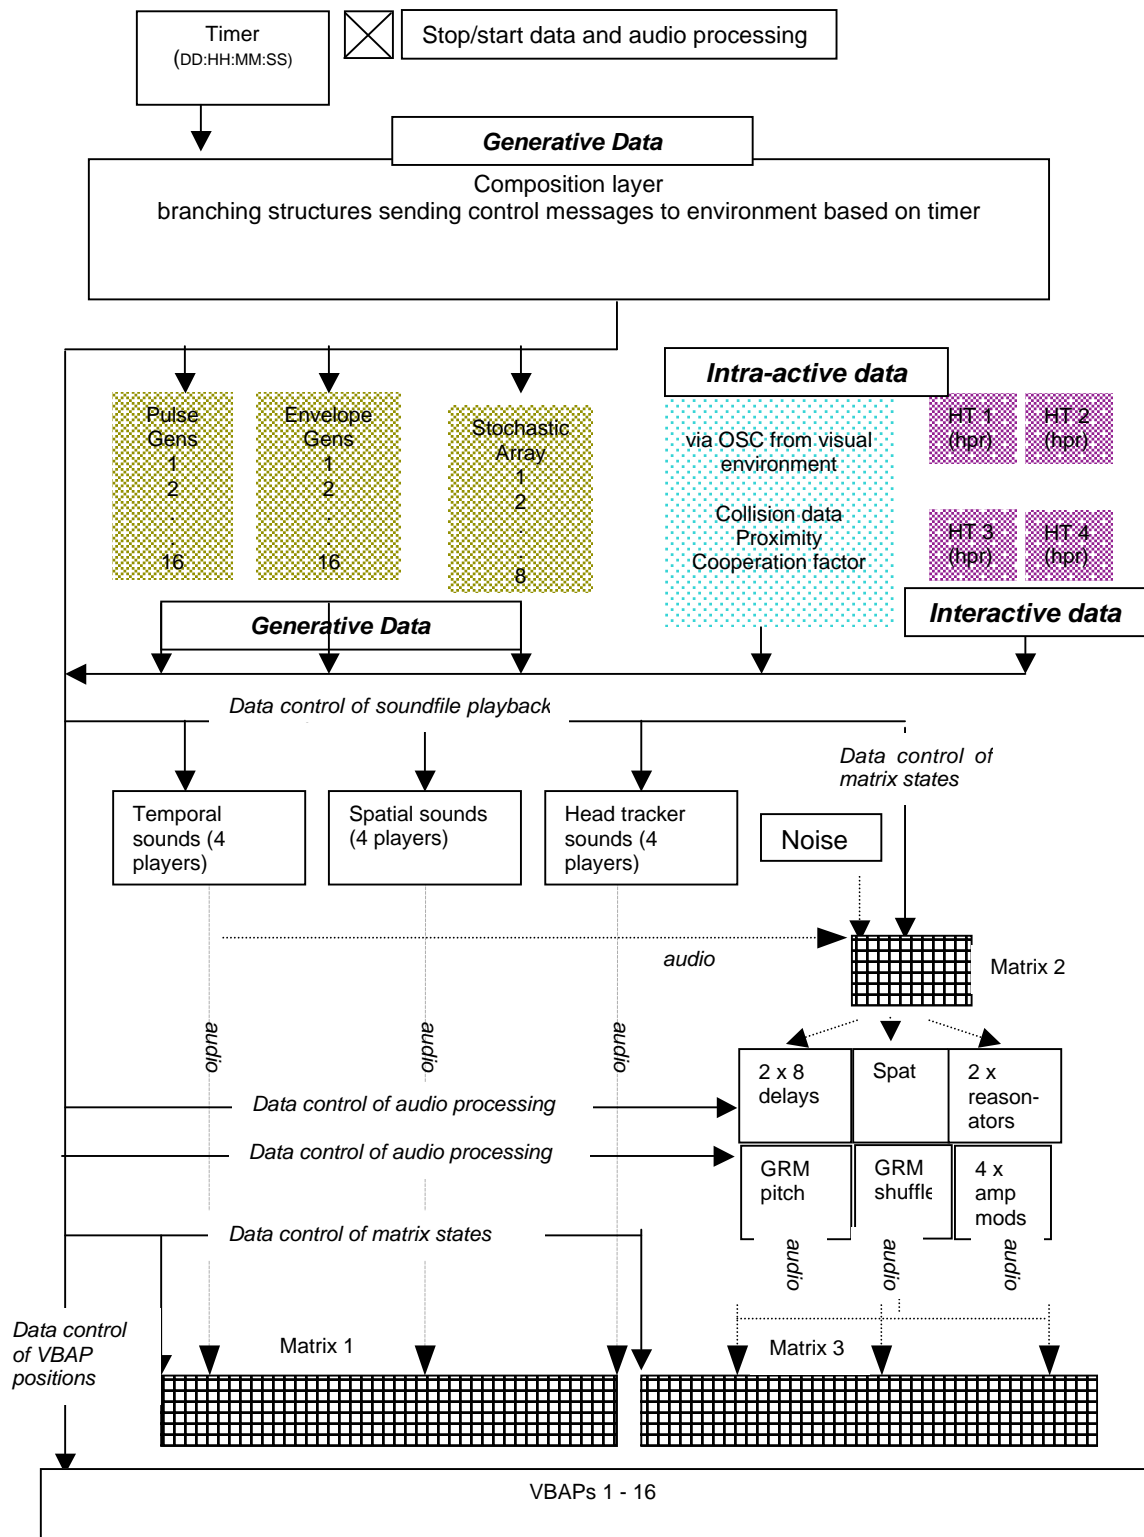 Timer
(DD:HH:MM:SS)
Stop/start data and audio processing
Generative Data
Composition layer
branching structures sending control messages to environment based on timer
Intra-active data
Pulse
Gens
1
2
.
.
16
Envelope
Gens
1
2
.
.
16
Stochastic
Array
1
2
.
.
8
via OSC from visual
environment
Collision data
Proximity
Cooperation factor
HT 1
(hpr)
HT 2
(hpr)
HT 3
(hpr)
HT 4
(hpr)
Generative Data
Interactive data
Data control of soundfile playback
Data control of
matrix states
Temporal
sounds (4
players)
Spatial sounds
(4 players)
Head tracker
sounds (4
players)
Noise
audio
Matrix 2
audio
audio
audio
2 x 8
delays
Spat
2 x
reason-
ators
Data control of audio processing
Data control of audio processing
GRM
pitch
GRM
shuffle
4 x
amp
mods
Data control of matrix states
audio
audio
audio
Data control
of VBAP
positions
Matrix 1
Matrix 3
VBAPs 1 - 16